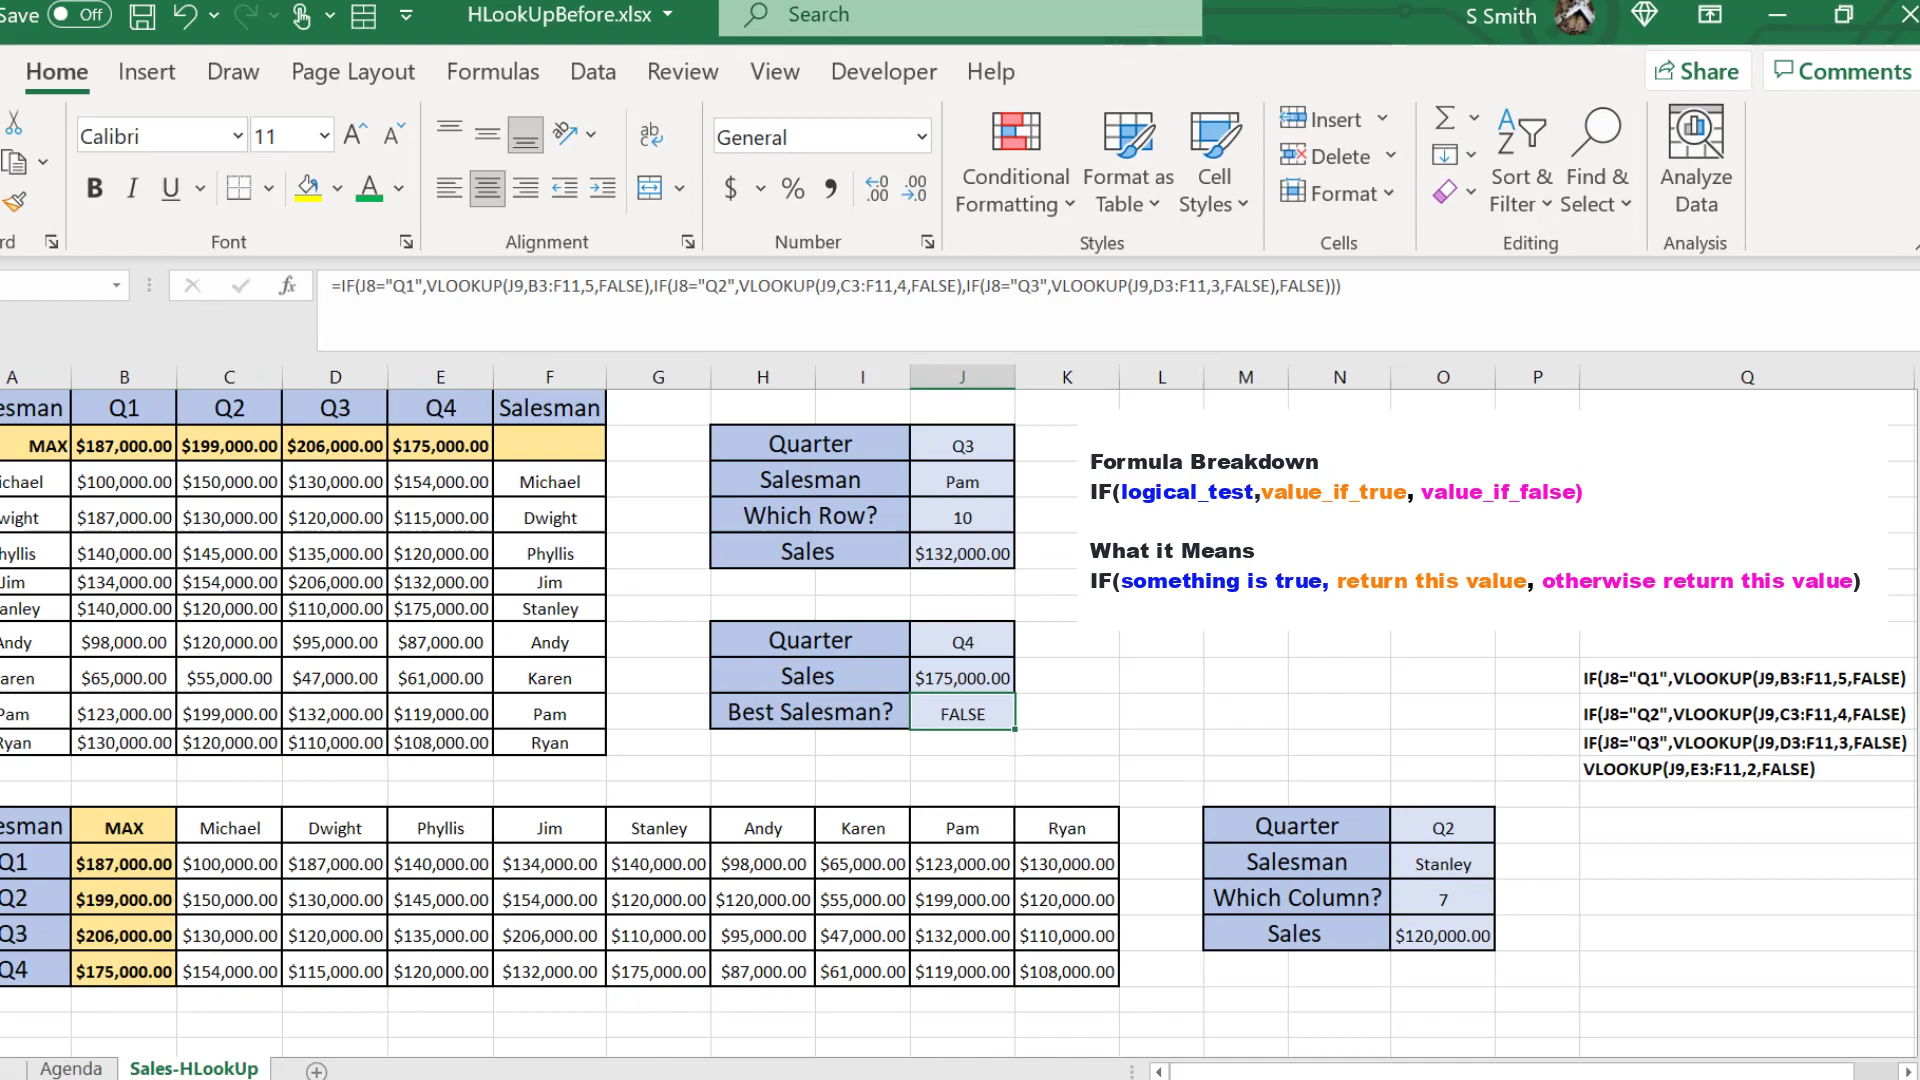 Save Off HLookUpBefore.xlsx Search S Smith
Home Insert Draw Page Layout Formulas Data Review View Developer Help Share Comments
Calibri 11 General
Conditional Formatting
Format as Table
Cell Styles
Insert
Delete
Format
Sort & Filter
Find & Select
Analyze Data
rd Font Alignment Number Styles Cells Editing Analysis
=IF(J8="Q1",VLOOKUP(J9,B3:F11,5,FALSE),IF(J8="Q2",VLOOKUP(J9,C3:F11,4,FALSE),IF(J8="Q3",VLOOKUP(J9,D3:F11,3,FALSE),FALSE)))
A B C D E F G H I J K L M N O P Q
esman Q1 Q2 Q3 Q4 Salesman
MAX $187,000.00 $199,000.00 $206,000.00 $175,000.00
ichael $100,000.00 $150,000.00 $130,000.00 $154,000.00 Michael
wight $187,000.00 $130,000.00 $120,000.00 $115,000.00 Dwight
hyllis $140,000.00 $145,000.00 $135,000.00 $120,000.00 Phyllis
Jim $134,000.00 $154,000.00 $206,000.00 $132,000.00 Jim
anley $140,000.00 $120,000.00 $110,000.00 $175,000.00 Stanley
Andy $98,000.00 $120,000.00 $95,000.00 $87,000.00 Andy
aren $65,000.00 $55,000.00 $47,000.00 $61,000.00 Karen
Pam $123,000.00 $199,000.00 $132,000.00 $119,000.00 Pam
Ryan $130,000.00 $120,000.00 $110,000.00 $108,000.00 Ryan
Quarter Q3
Salesman Pam
Which Row? 10
Sales $132,000.00
Quarter Q4
Sales $175,000.00
Best Salesman? FALSE
Formula Breakdown
IF(logical_test,value_if_true, value_if_false)
What it Means
IF(something is true, return this value, otherwise return this value)
IF(J8="Q1",VLOOKUP(J9,B3:F11,5,FALSE)
IF(J8="Q2",VLOOKUP(J9,C3:F11,4,FALSE)
IF(J8="Q3",VLOOKUP(J9,D3:F11,3,FALSE)
VLOOKUP(J9,E3:F11,2,FALSE)
esman MAX Michael Dwight Phyllis Jim Stanley Andy Karen Pam Ryan
Q1 $187,000.00 $100,000.00 $187,000.00 $140,000.00 $134,000.00 $140,000.00 $98,000.00 $65,000.00 $123,000.00 $130,000.00
Q2 $199,000.00 $150,000.00 $130,000.00 $145,000.00 $154,000.00 $120,000.00 $120,000.00 $55,000.00 $199,000.00 $120,000.00
Q3 $206,000.00 $130,000.00 $120,000.00 $135,000.00 $206,000.00 $110,000.00 $95,000.00 $47,000.00 $132,000.00 $110,000.00
Q4 $175,000.00 $154,000.00 $115,000.00 $120,000.00 $132,000.00 $175,000.00 $87,000.00 $61,000.00 $119,000.00 $108,000.00
Quarter Q2
Salesman Stanley
Which Column? 7
Sales $120,000.00
Agenda Sales-HLookUp